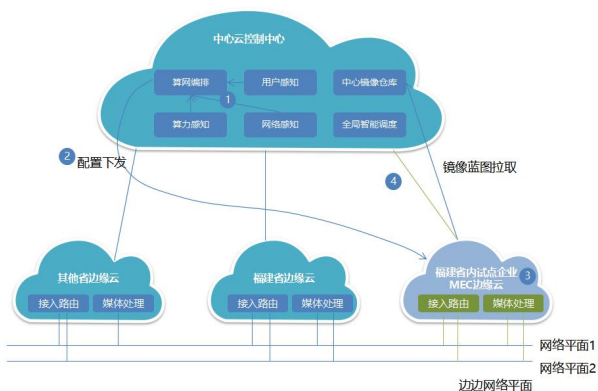 中心云控制中心
算网编排
用户感知
中心镜像仓库
1
算力感知
网络感知
全局智能调度
2
配置下发
镜像蓝图拉取
4
其他省边缘云
福建省边缘云
福建省内试点企业
MEC边缘云
3
接入路由
媒体处理
接入路由
媒体处理
接入路由
媒体处理
网络平面1
网络平面2
边边网络平面